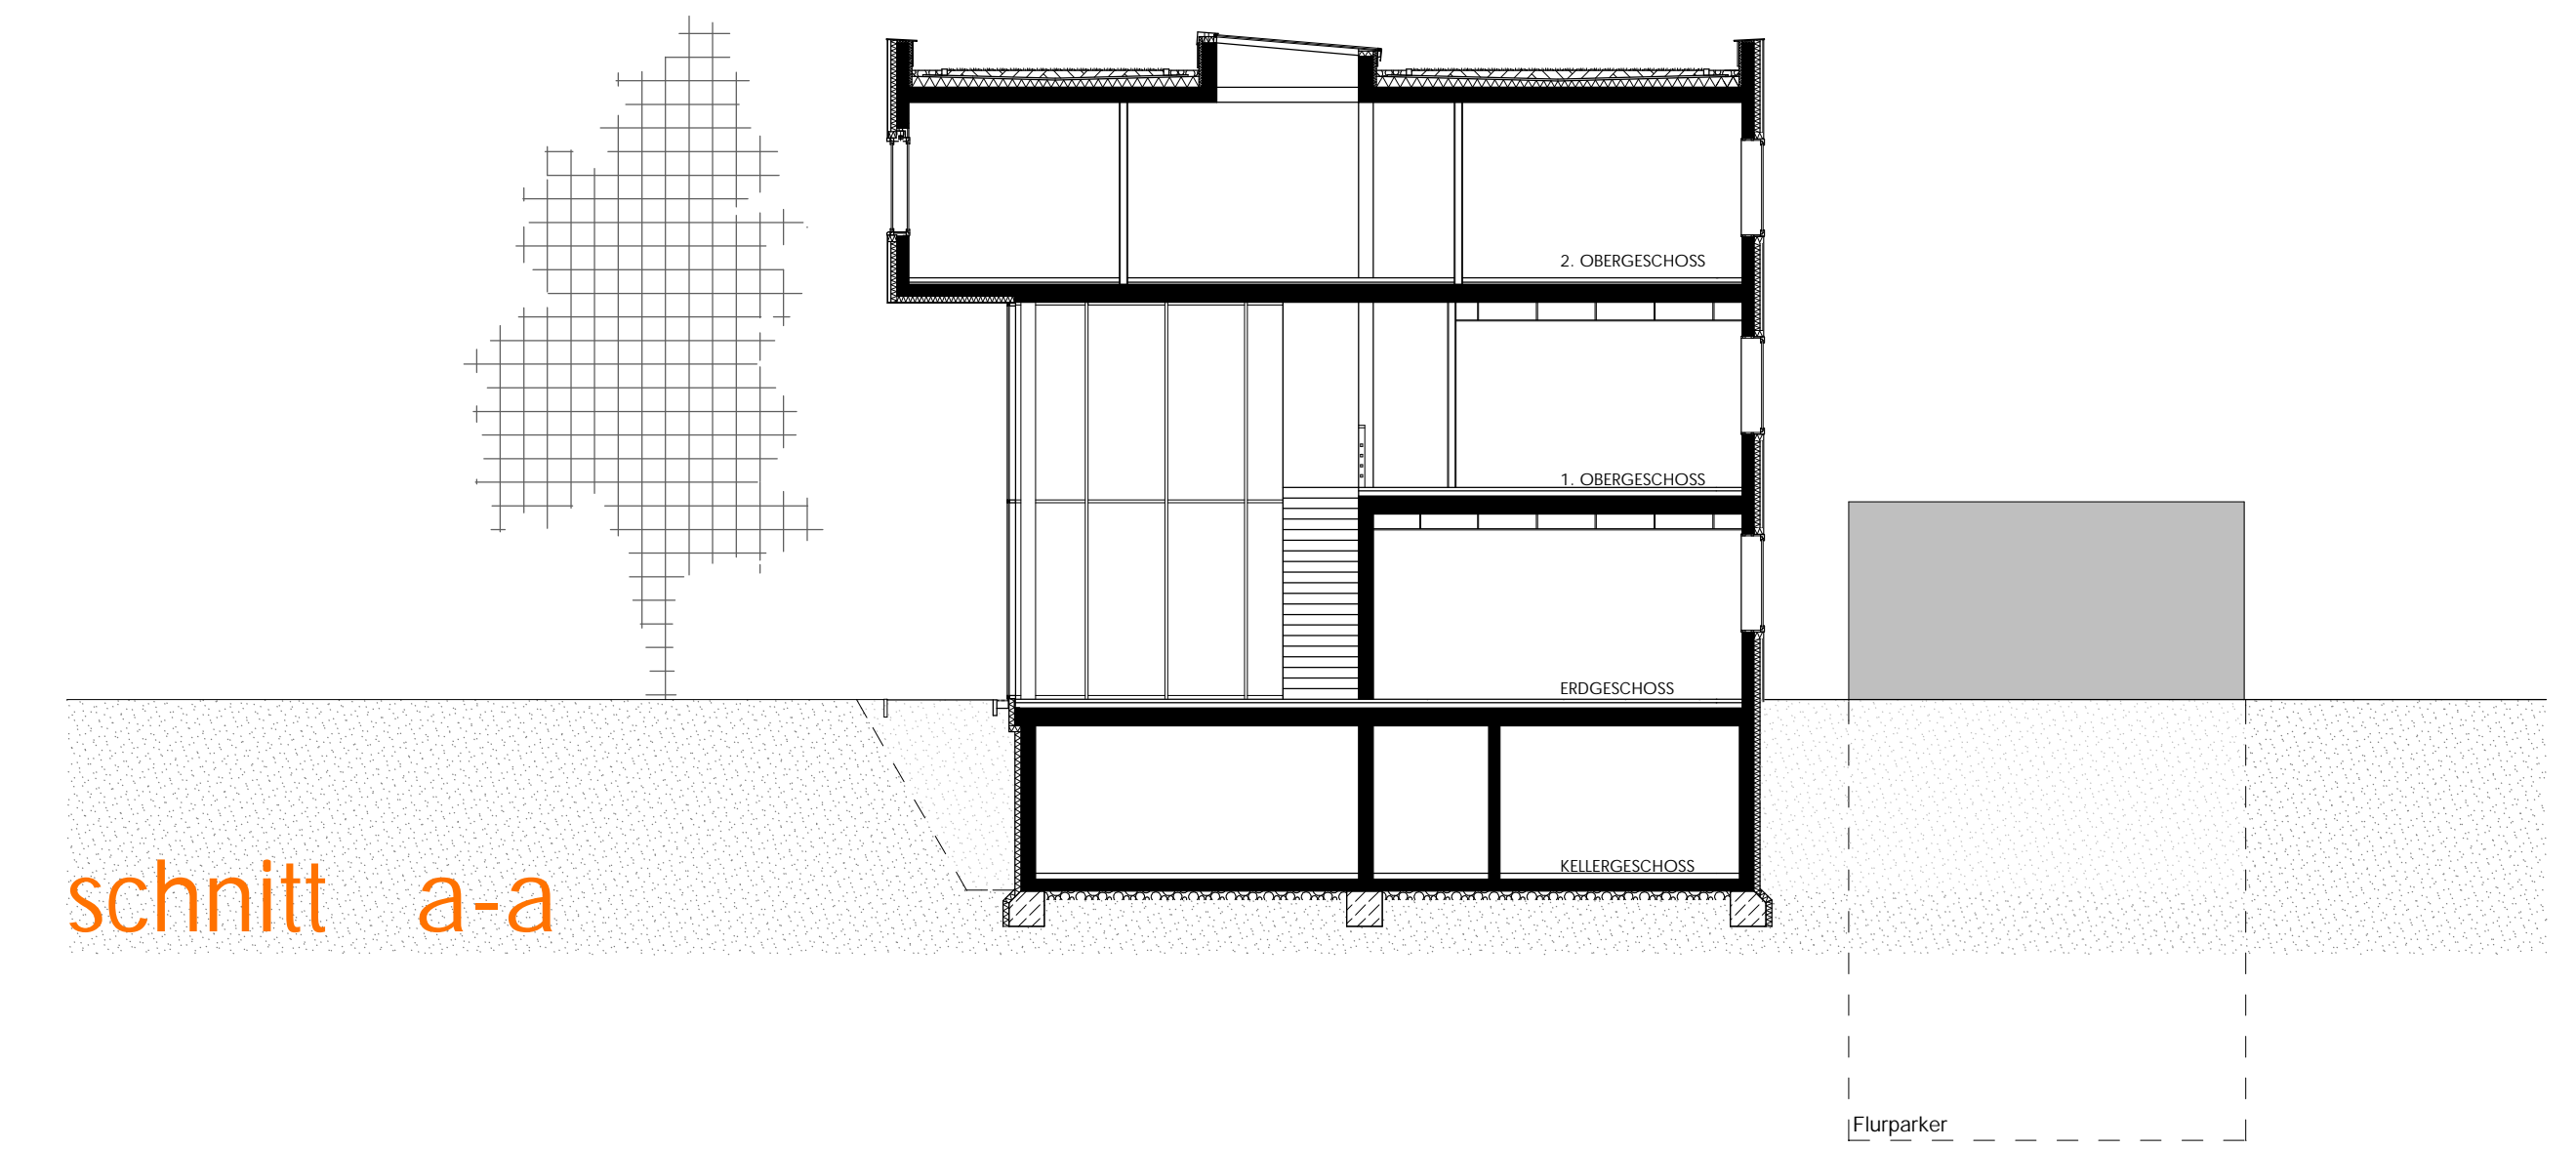 2. OBERGESCHOSS
1. OBERGESCHOSS
ERDGESCHOSS
KELLERGESCHOSS
schnitt a-a
Flurparker